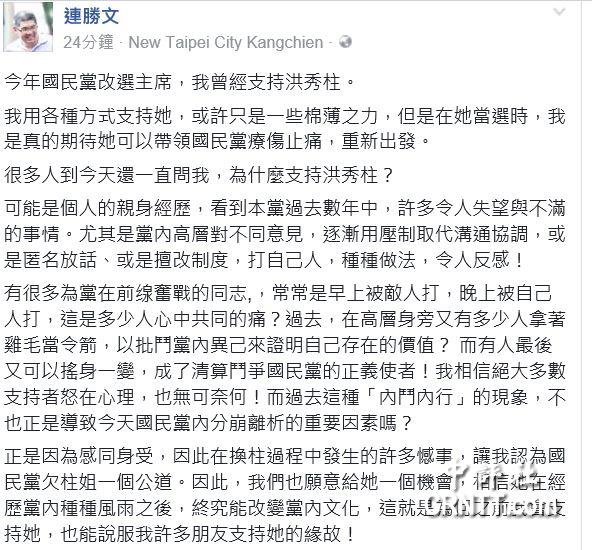 連勝文
24分鐘 · New Taipei City Kangchien ·
今年國民黨改選主席，我曾經支持洪秀柱。
我用各種方式支持她，或許只是一些棉薄之力，但是在她當選時，我
是真的期待她可以帶領國民黨療傷止痛，重新出發。
很多人到今天還一直問我，為什麼支持洪秀柱？
可能是個人的親身經歷，看到本黨過去數年中，許多令人失望與不滿
的事情。尤其是黨內高層對不同意見，逐漸用壓制取代溝通協調，或
是匿名放話、或是擅改制度，打自己人，種種做法，令人反感！
有很多為黨在前缐奮戰的同志,，常常是早上被敵人打，晚上被自己
人打，這是多少人心中共同的痛？過去，在高層身旁又有多少人拿著
雞毛當令箭，以批鬥黨內異己來證明自己存在的價值？ 而有人最後
又可以搖身一變，成了清算鬥爭國民黨的正義使者！我相信絕大多數
支持者怒在心理，也無可奈何！而過去這種「內鬥內行」的現象，不
也正是導致今天國民黨內分崩離析的重要因素嗎？
正是因為感同身受，因此在換柱過程中發生的許多憾事，讓我認為國
民黨欠柱姐一個公道。因此，我們也願意給她一個機會，相信她在經
歷黨內種種風雨之後，終究能改變黨內文化，這就是為什麼前支
持她，也能說服我許多朋友支持她的緣故！
中評社
CRNTT.com